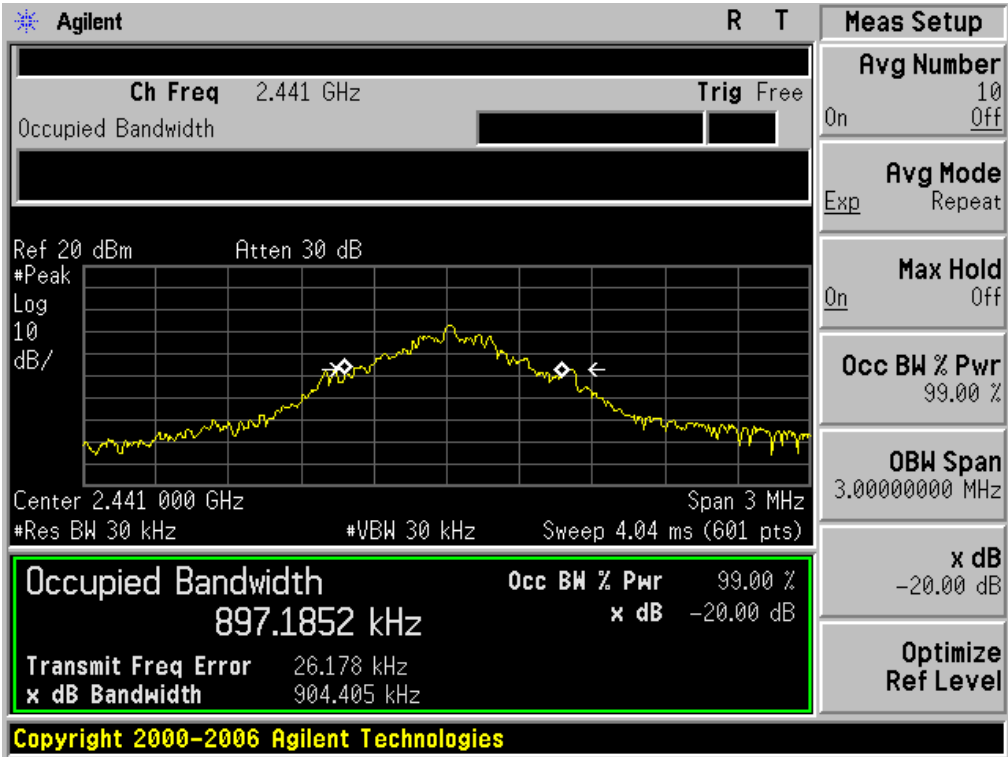 Agilent R T
Ch Freq 2.441 GHz Trig Free
Occupied Bandwidth
Ref 20 dBm Atten 30 dB
#Peak
Log
10
dB/
Center 2.441 000 GHz Span 3 MHz
#Res BW 30 kHz #VBW 30 kHz Sweep 4.04 ms (601 pts)
Occupied Bandwidth Occ BW % Pwr 99.00 %
897.1852 kHz x dB -20.00 dB
Transmit Freq Error 26.178 kHz
x dB Bandwidth 904.405 kHz
Copyright 2000-2006 Agilent Technologies
Meas Setup
Avg Number
10
On Off
Avg Mode
Exp Repeat
Max Hold
On Off
Occ BW % Pwr
99.00 %
OBW Span
3.00000000 MHz
x dB
-20.00 dB
Optimize
Ref Level